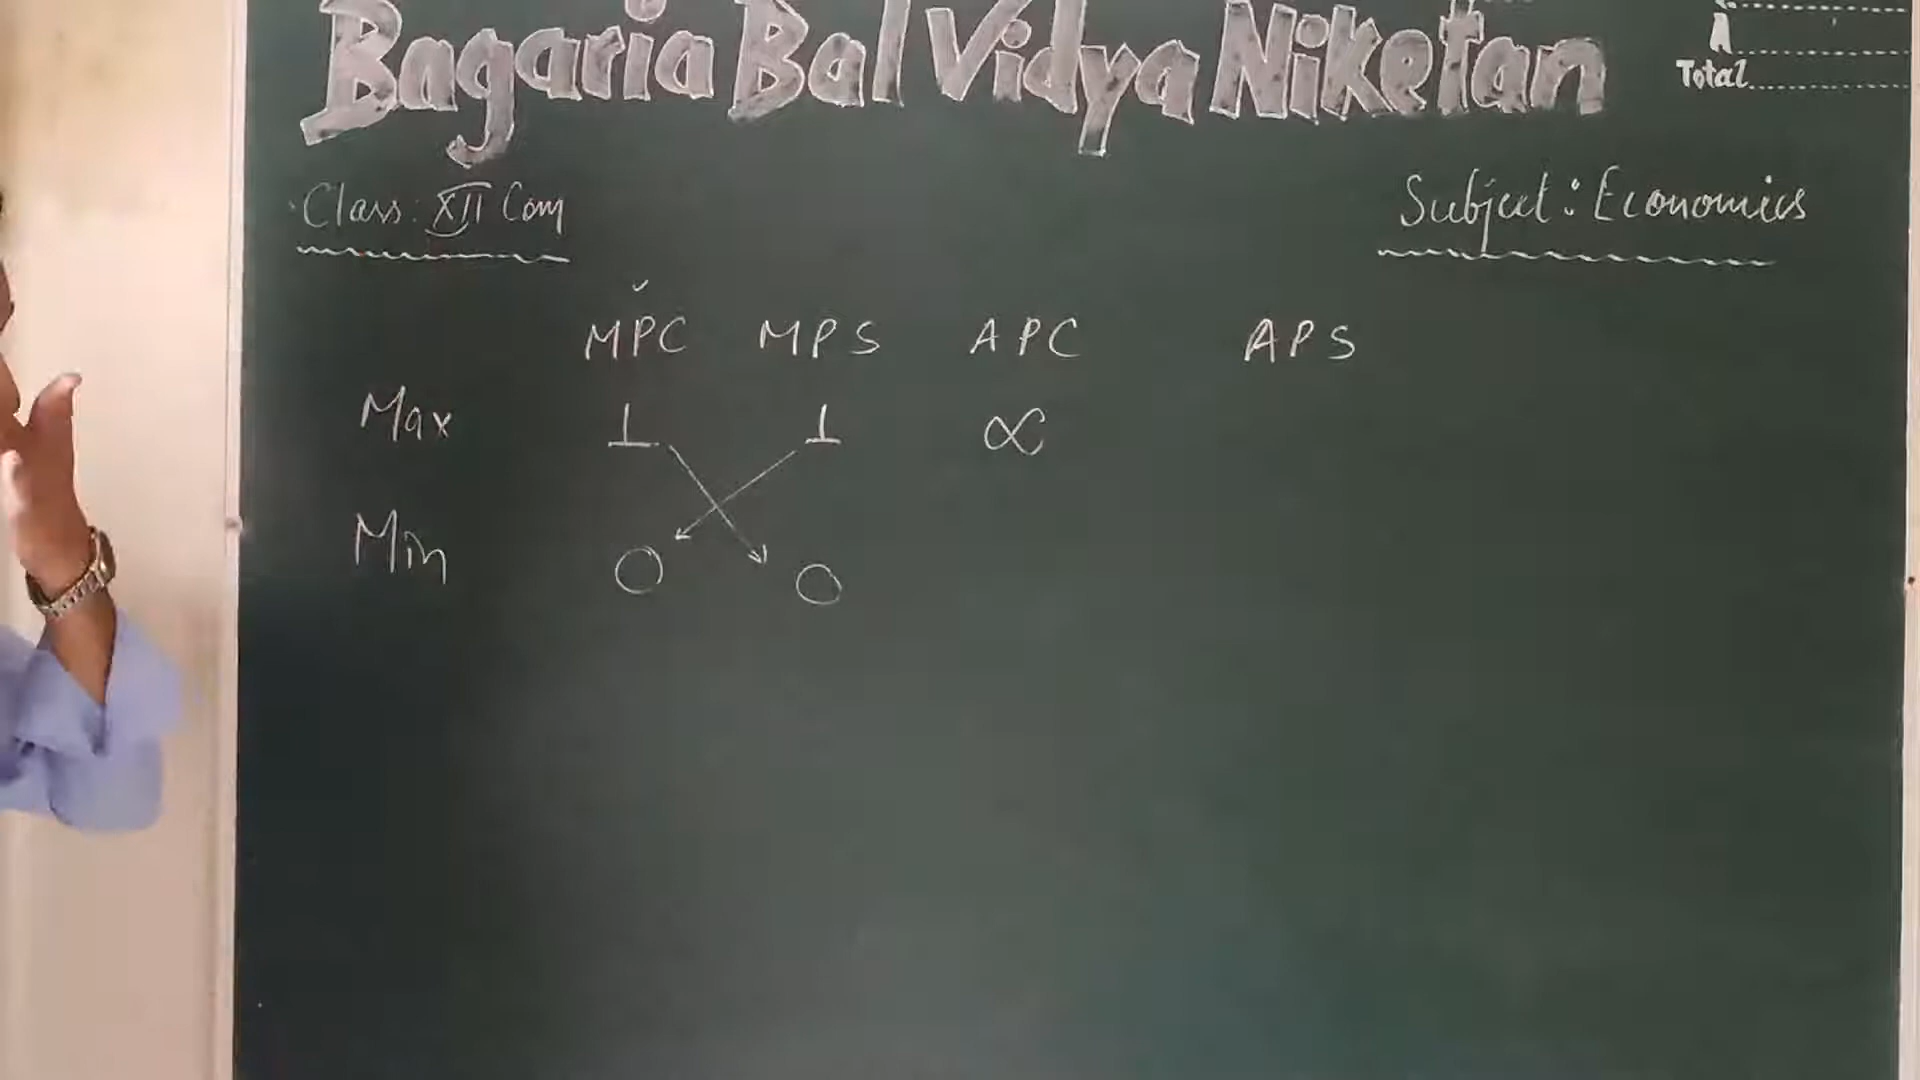 Bagaria Bal Vidya Niketan
A
Total
Class: XII Com
Subject: Economics
MPC MPS APC APS
Max 1 1 ∝
Min 0 0